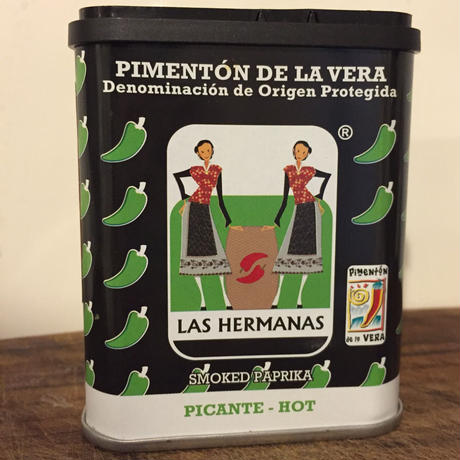 PIMENTÓN DE LA VERA
Denominación de Origen Protegida
®
LAS HERMANAS
Pimentón
de la VERA
SMOKED PAPRIKA
PICANTE - HOT